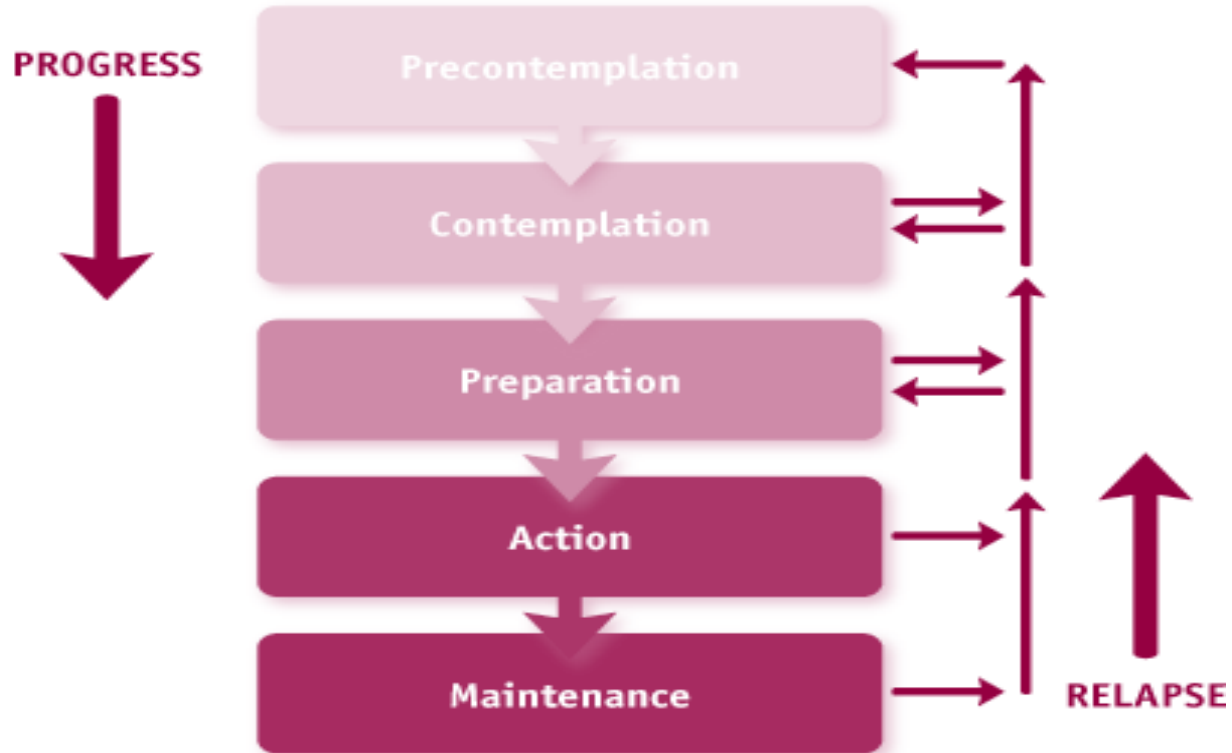 PROGRESS
Precontemplation
Contemplation
Preparation
Action
Maintenance
RELAPSE